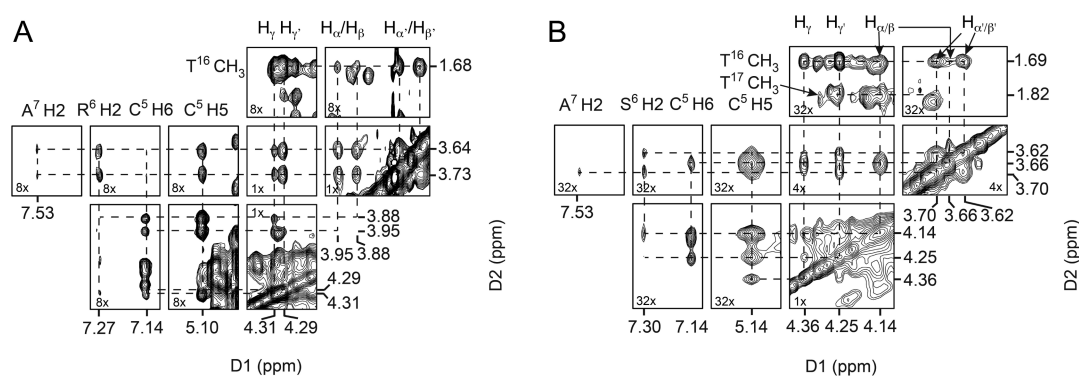 A
Hγ Hγ' Hα/Hβ Hα'/Hβ'
T16 CH3
8x
8x
1.68
A7 H2 R6 H2 C5 H6 C5 H5
8x
8x
8x
1x
1x
3.64
3.73
7.53
8x
8x
1x
3.88
3.95
3.95 3.88
4.29
4.31
7.27 7.14 5.10 4.31 4.29
D1 (ppm)
D2 (ppm)
B
Hγ Hγ' Hα/β Hα'/β'
T16 CH3
T17 CH3
32x
32x
1.69
1.82
A7 H2 S6 H2 C5 H6 C5 H5
32x
32x
32x
4x
4x
3.62
3.66
3.70
7.53
3.70 3.66 3.62
32x
32x
1x
4.14
4.25
4.36
7.30 7.14 5.14 4.36 4.25 4.14
D1 (ppm)
D2 (ppm)